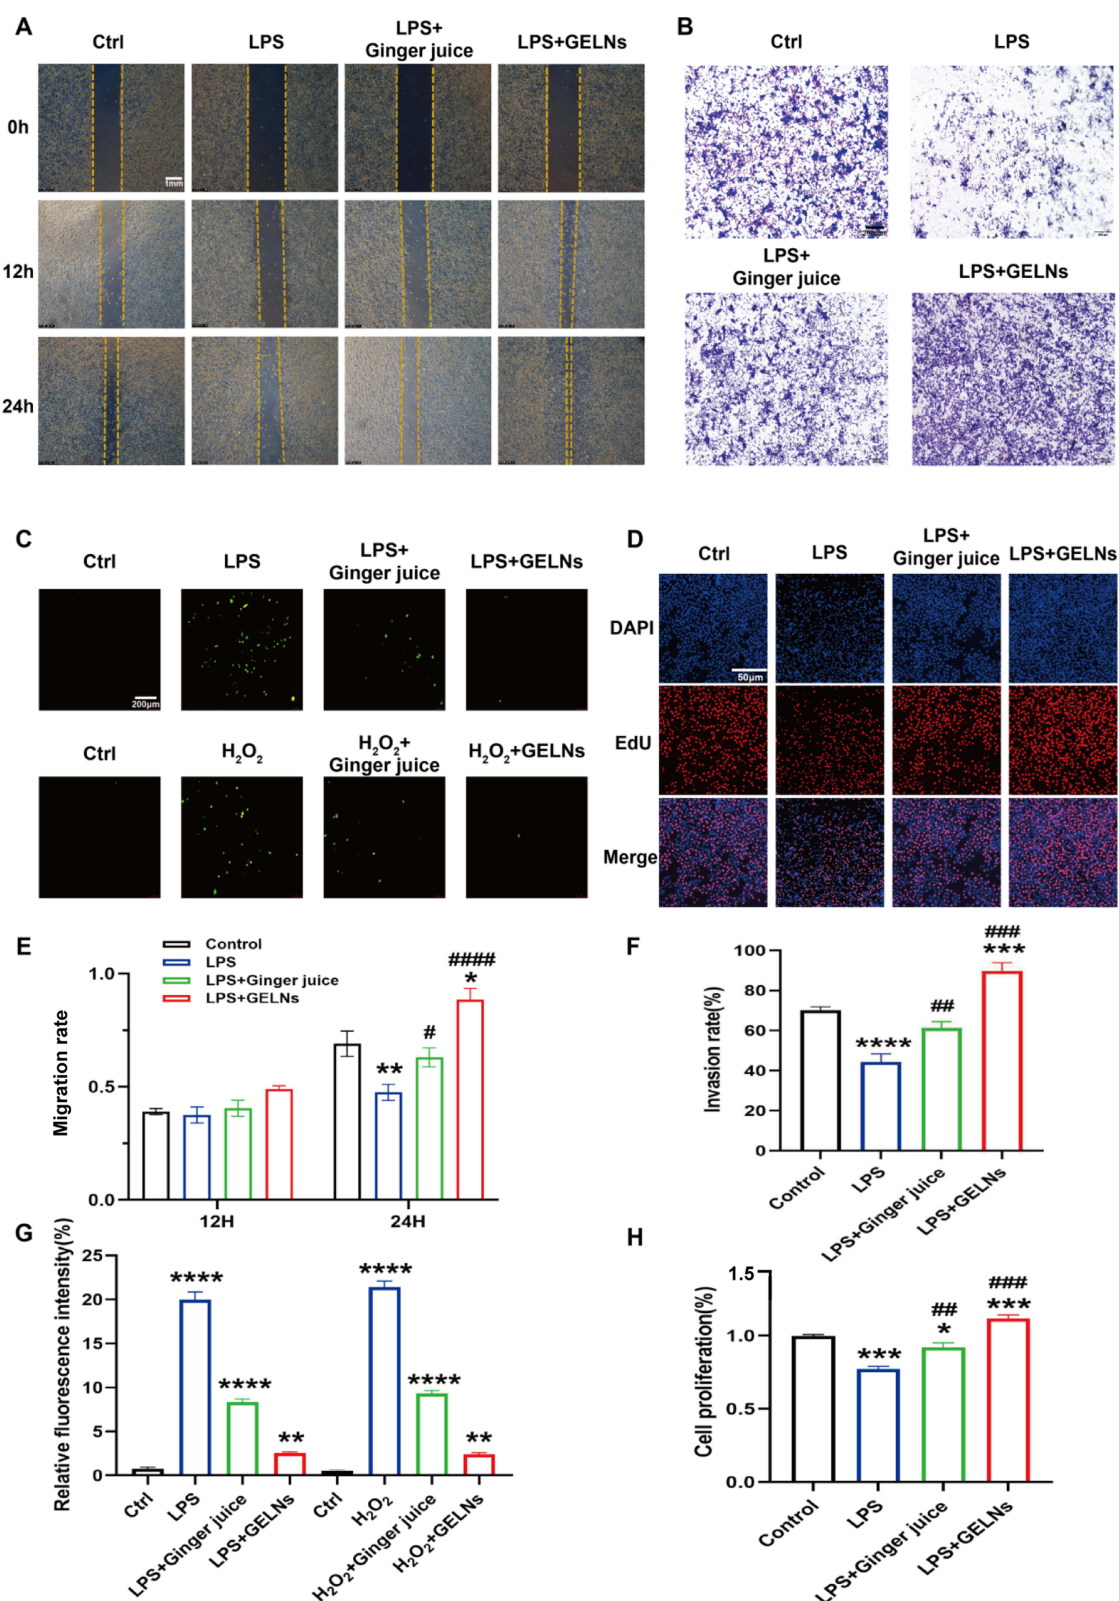 A
Ctrl
LPS
LPS+
Ginger juice
LPS+GELNs
0h
1mm
12h
24h
B
Ctrl
LPS
LPS+
Ginger juice
LPS+GELNs
C
Ctrl
LPS
LPS+
Ginger juice
LPS+GELNs
200μm
Ctrl
H₂O₂
H₂O₂+
Ginger juice
H₂O₂+GELNs
D
Ctrl
LPS
LPS+
Ginger juice
LPS+GELNs
DAPI
50μm
EdU
Merge
E
Control
LPS
LPS+Ginger juice
LPS+GELNs
Migration rate
1.0
0.5
0.0
**
#
####
*
12H
24H
F
Invasion rate(%)
100
80
60
40
20
0
****
##
###
***
Control
LPS
LPS+Ginger juice
LPS+GELNs
G
Relative fluorescence intensity(%)
25
20
15
10
5
0
****
****
**
****
****
**
Ctrl
LPS
LPS+Ginger juice
LPS+GELNs
Ctrl
H₂O₂
H₂O₂+Ginger juice
H₂O₂+GELNs
H
Cell proliferation(%)
1.5
1.0
0.5
0.0
***
##
*
###
***
Control
LPS
LPS+Ginger juice
LPS+GELNs